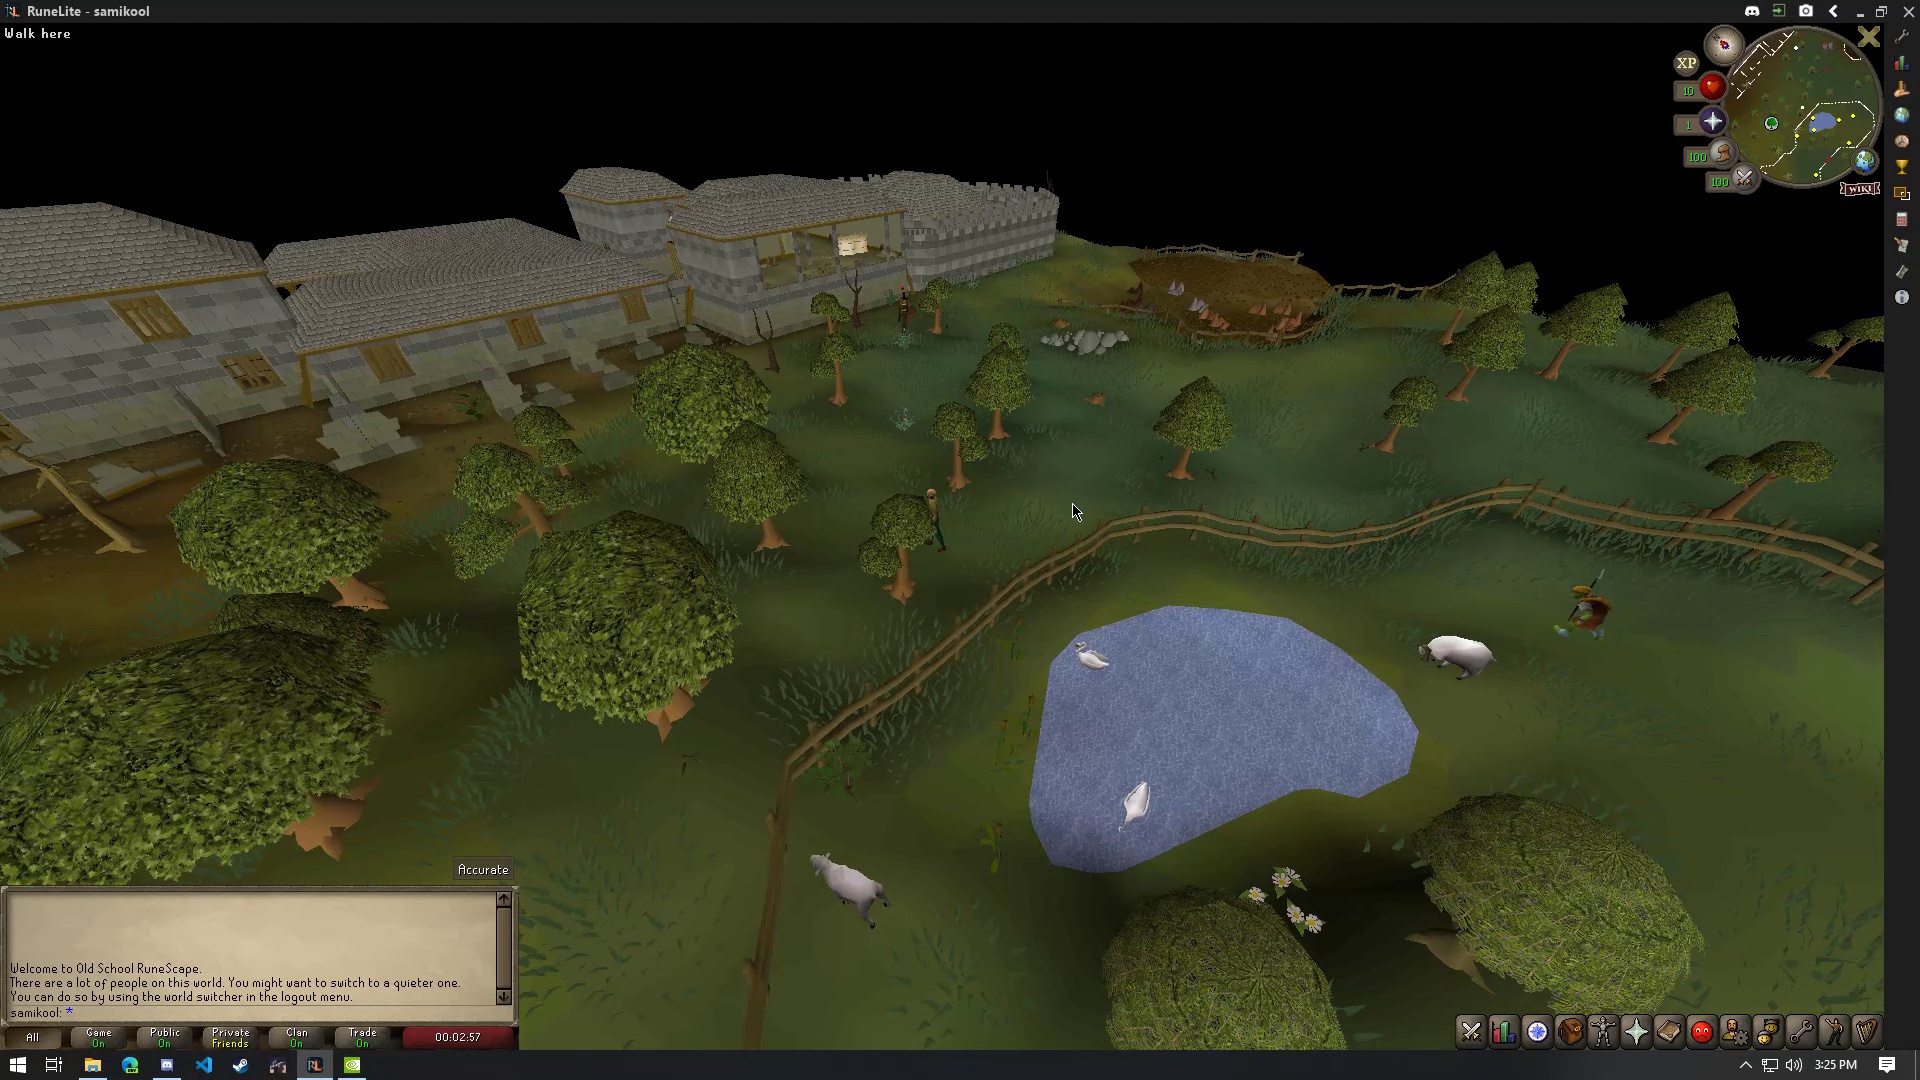 RuneLite - samikool
Walk here
XP
10
1
100
100
WIKI
Accurate
Welcome to Old School RuneScape.
There are a lot of people on this world. You might want to switch to a quieter one.
You can do so by using the world switcher in the logout menu.
samikool: *
All
Game
On
Public
On
Private
Friends
Clan
On
Trade
On
00:02:57
RL
3:25 PM